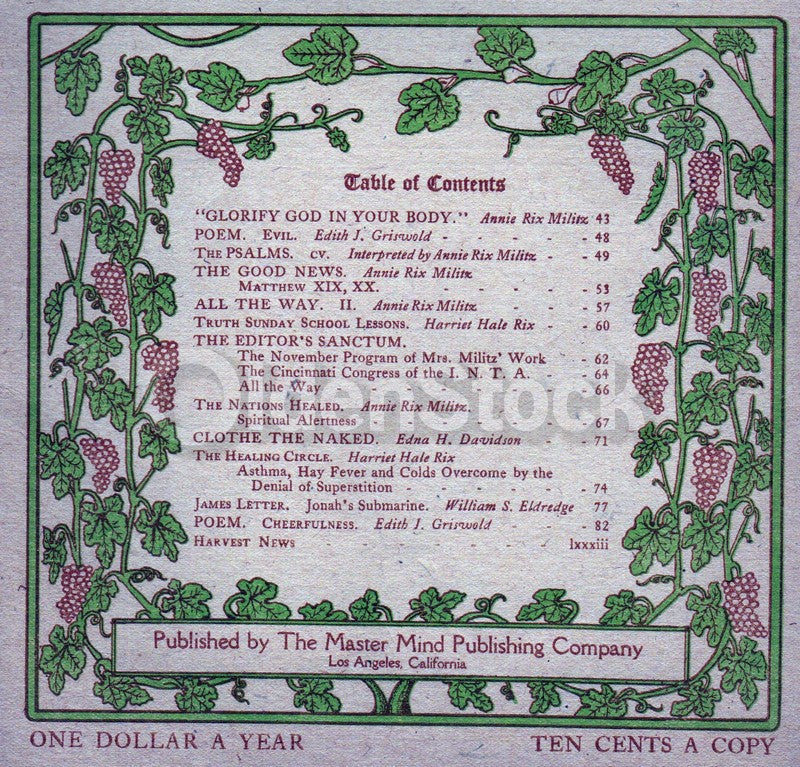 Table of Contents
"GLORIFY GOD IN YOUR BODY." Annie Rix Militz 43
POEM. EVIL. Edith J. Griswold - - - - - 48
THE PSALMS. CV. Interpreted by Annie Rix Militz - - 49
THE GOOD NEWS. Annie Rix Militz
MATTHEW XIX, XX. - - - - - - 53
ALL THE WAY. II. Annie Rix Militz - - - - 57
TRUTH SUNDAY SCHOOL LESSONS. Harriet Hale Rix - - 60
THE EDITOR'S SANCTUM.
The November Program of Mrs. Militz' Work - - 62
The Cincinnati Congress of the I. N. T. A. - - - 64
All the Way - - - - - - - - 66
THE NATIONS HEALED. Annie Rix Militz.
Spiritual Alertness - - - - - - - 67
CLOTHE THE NAKED. Edna H. Davidson - - - 71
THE HEALING CIRCLE. Harriet Hale Rix
Asthma, Hay Fever and Colds Overcome by the
Denial of Superstition - - - - - - 74
JAMES LETTER. Jonah's Submarine. William S. Eldredge 77
POEM. CHEERFULNESS. Edith J. Griswold - - - 82
HARVEST NEWS - - - - - - - lxxxiii
Published by The Master Mind Publishing Company
Los Angeles, California
ONE DOLLAR A YEAR
TEN CENTS A COPY